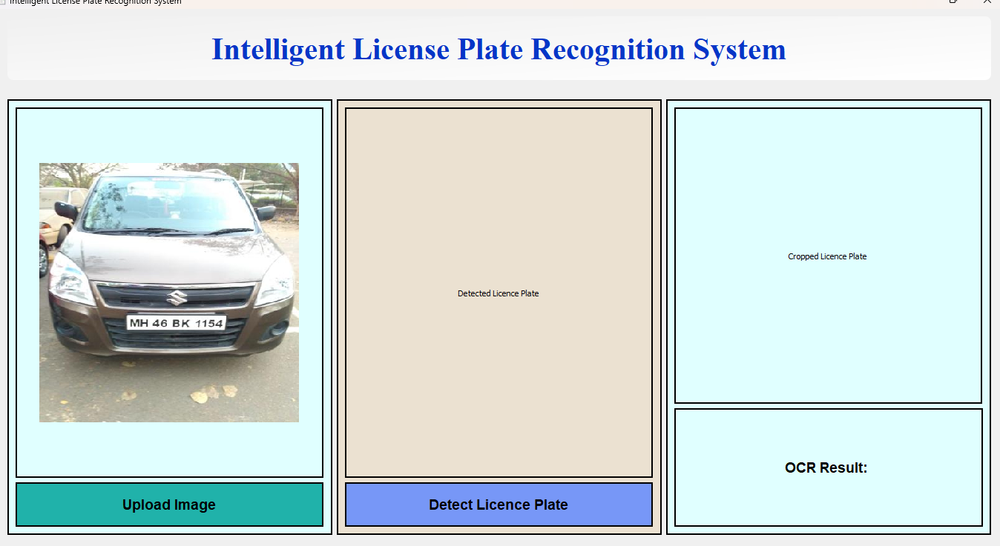 Intelligent License Plate Recognition System
Intelligent License Plate Recognition System
MH 46 BK 1154
Upload Image
Detected Licence Plate
Detect Licence Plate
Cropped Licence Plate
OCR Result: